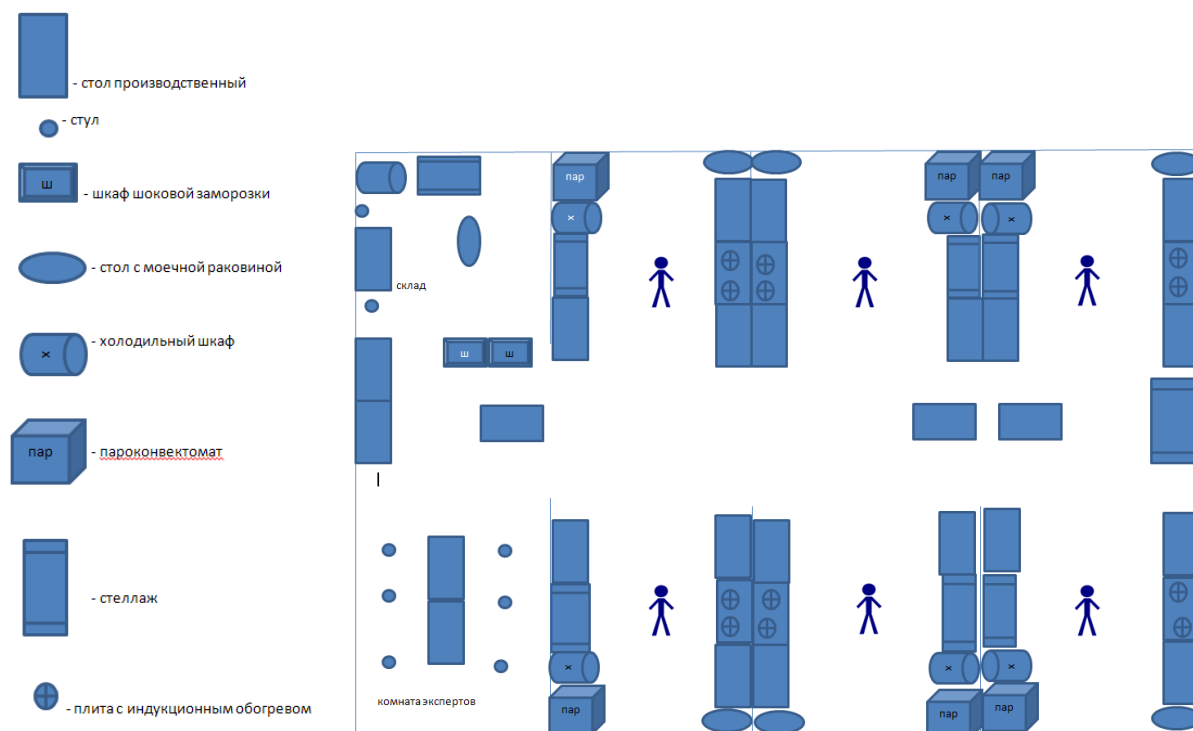 - стол производственный
- стул
ш
- шкаф шоковой заморозки
- стол с моечной раковиной
х
- холодильный шкаф
пар
- пароконвектомат
- стеллаж
- плита с индукционным обогревом
пар
пар
пар
х
х
х
склад
ш
ш
комната экспертов
х
х
х
пар
пар
пар